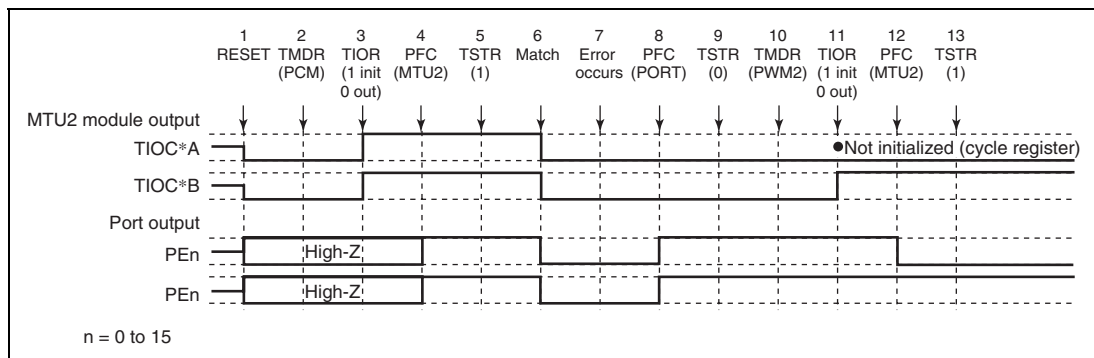 1 2 3 4 5 6 7 8 9 10 11 12 13
RESET TMDR TIOR PFC TSTR Match Error PFC TSTR TMDR TIOR PFC TSTR
(PCM) (1 init (MTU2) (1) occurs (PORT) (0) (PWM2) (1 init (MTU2) (1)
0 out) 0 out)
MTU2 module output
TIOC*A
●Not initialized (cycle register)
TIOC*B
Port output
PEn
High-Z
PEn
High-Z
n = 0 to 15